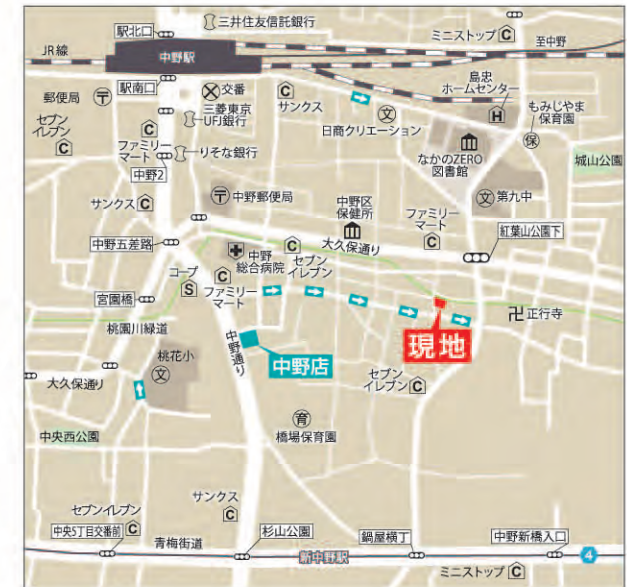 駅北口
三井住友信託銀行
ミニストップ
C
JR線
至中野
中野駅
駅南口
交番
島忠
ホームセンター
H
郵便局
〒
C
サンクス
文
日商クリエーション
もみじやま
保育園
保
三菱東京
UFJ銀行
セブン
イレブン
C
C
ファミリー
マート
りそな銀行
なかのZERO
図書館
城山公園
中野2
〒
中野郵便局
中野区
保健所
文
第九中
サンクス
C
ファミリー
マート
C
紅葉山公園下
中野五差路
大久保通り
中野
総合病院
C
セブン
イレブン
コープ
S
C
ファミリー
マート
宮園橋
卍正行寺
桃園川緑道
中野通り
現地
中野店
桃花小
文
大久保通り
セブン
イレブン
C
育
橋場保育園
中央西公園
サンクス
C
セブンイレブン
C
中央5丁目交番前
青梅街道
杉山公園
新中野駅
鍋屋横丁
中野新橋入口
4
ミニストップ
C